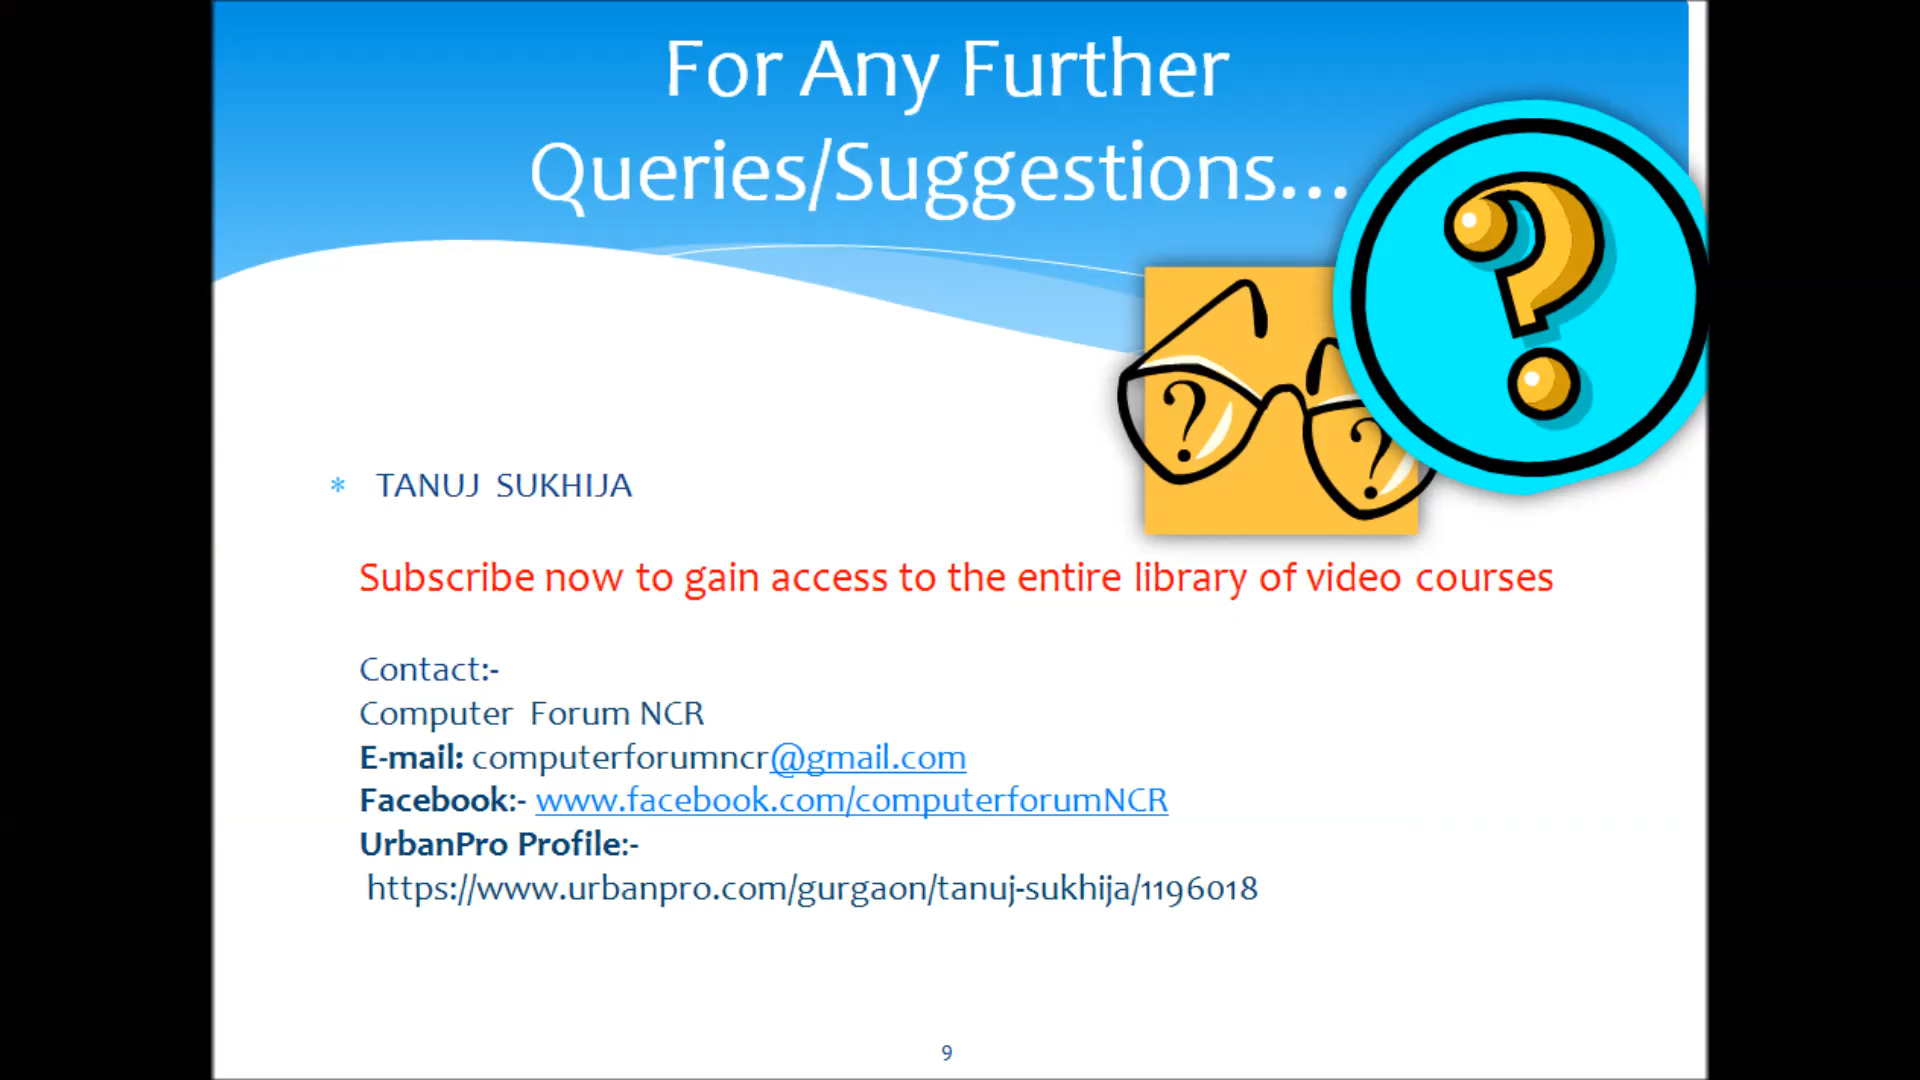 For Any Further
Queries/Suggestions...
?
? ?
* TANUJ SUKHIJA
Subscribe now to gain access to the entire library of video courses
Contact:-
Computer Forum NCR
E-mail: computerforumncr@gmail.com
Facebook:- www.facebook.com/computerforumNCR
UrbanPro Profile:-
https://www.urbanpro.com/gurgaon/tanuj-sukhija/1196018
9